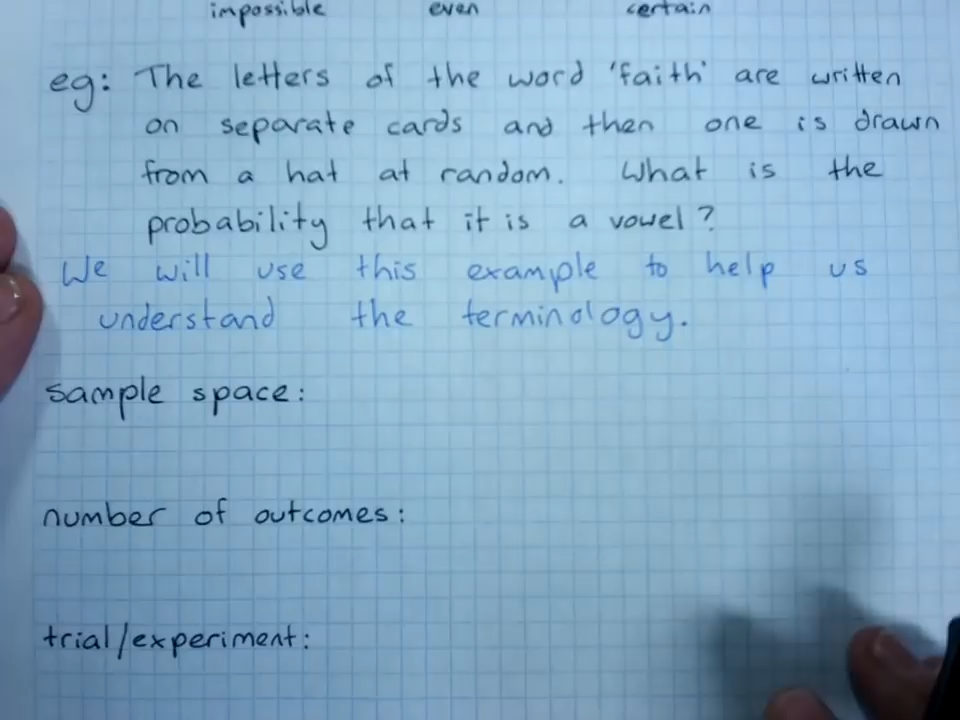 impossible even certain
eg: The letters of the word 'faith' are written
on separate cards and then one is drawn
from a hat at random. What is the
probability that it is a vowel?
We will use this example to help us
understand the terminology.
sample space:
number of outcomes:
trial/experiment: